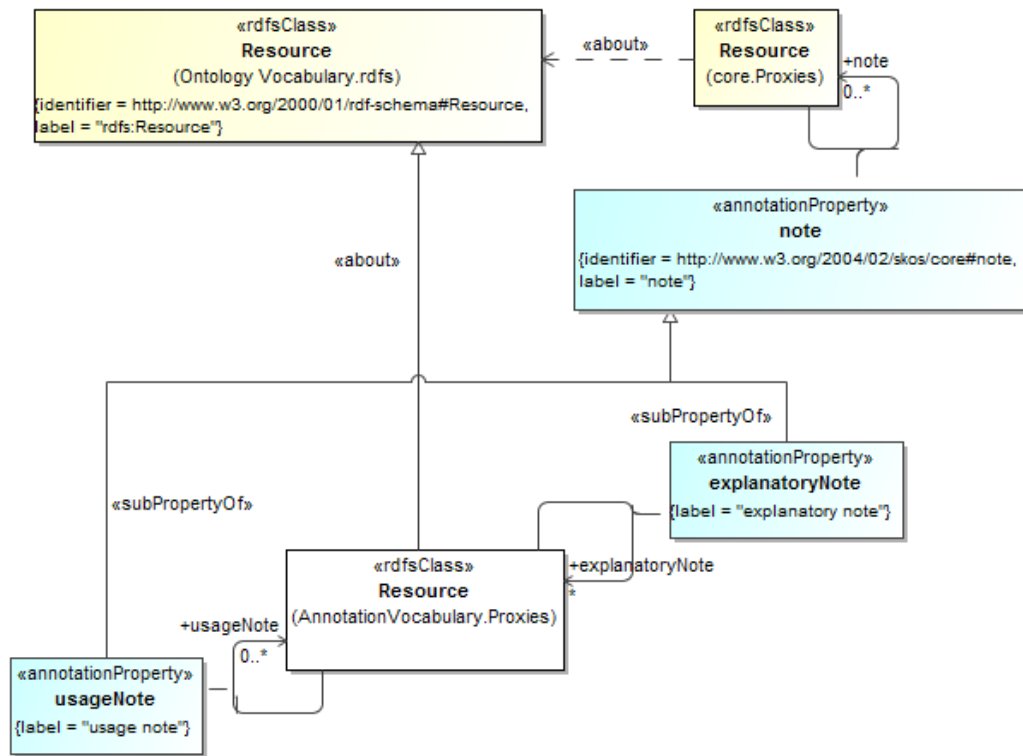 «rdfsClass»
Resource
(Ontology Vocabulary.rdfs)
{identifier = http://www.w3.org/2000/01/rdf-schema#Resource,
label = "rdfs:Resource"}
«about»
«rdfsClass»
Resource
(core.Proxies)
+note
0..*
«annotationProperty»
note
{identifier = http://www.w3.org/2004/02/skos/core#note,
label = "note"}
«about»
«subPropertyOf»
«annotationProperty»
explanatoryNote
{label = "explanatory note"}
«subPropertyOf»
«rdfsClass»
Resource
(AnnotationVocabulary.Proxies)
+explanatoryNote
*
+usageNote
0..*
«annotationProperty»
usageNote
{label = "usage note"}